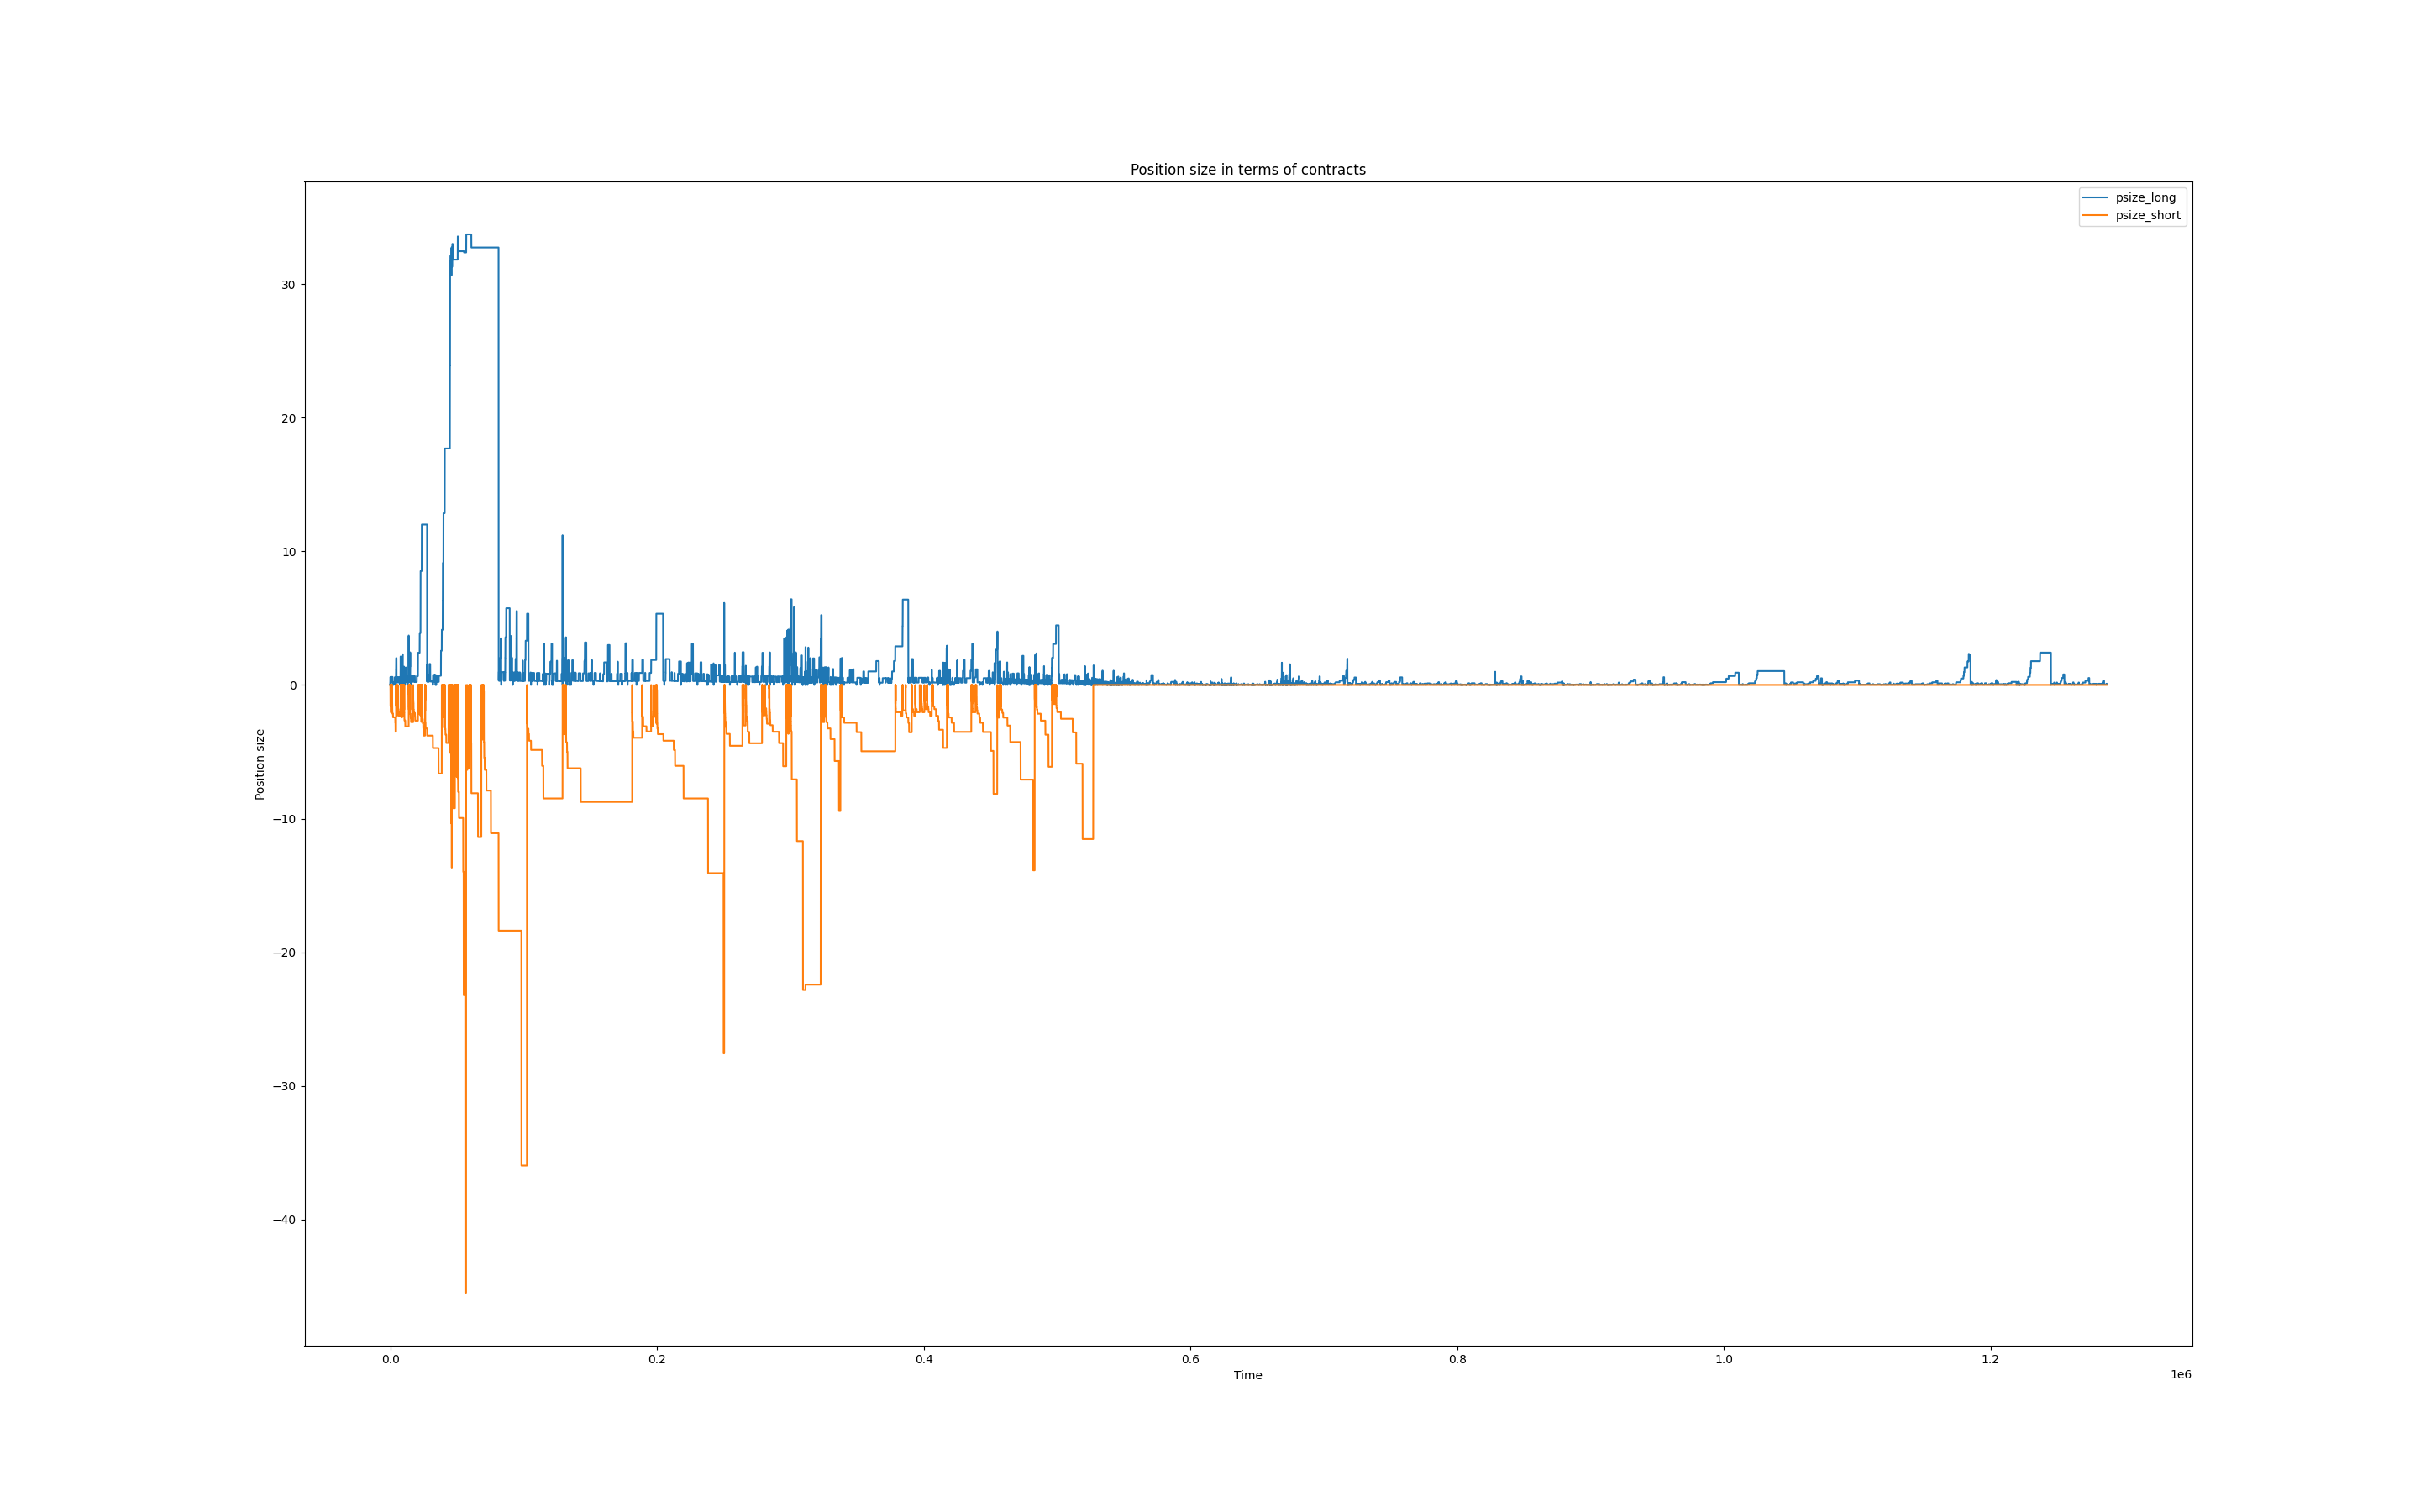 Position size in terms of contracts
psize_long
psize_short
30
20
10
0
−10
−20
−30
−40
Position size
0.0
0.2
0.4
0.6
0.8
1.0
1.2
1e6
Time